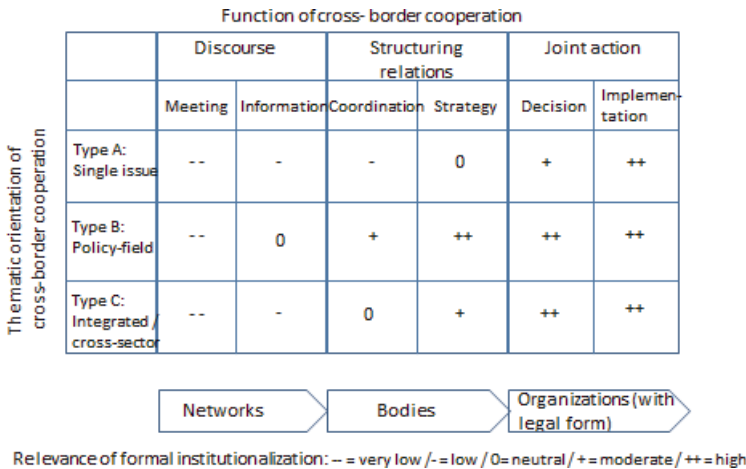 Function of cross- border cooperation
Discourse
Structuring
relations
Joint action
Meeting
Information
Coordination
Strategy
Decision
Implemen-
tation
Thematic orientation of
cross-border cooperation
Type A:
Single issue
--
-
-
0
+
++
Type B:
Policy-field
--
0
+
++
++
++
Type C:
Integrated /
cross-sector
--
-
0
+
++
++
Networks
Bodies
Organizations (with
legal form)
Relevance of formal institutionalization: -- = very low /- = low / 0= neutral / + = moderate / ++ = high